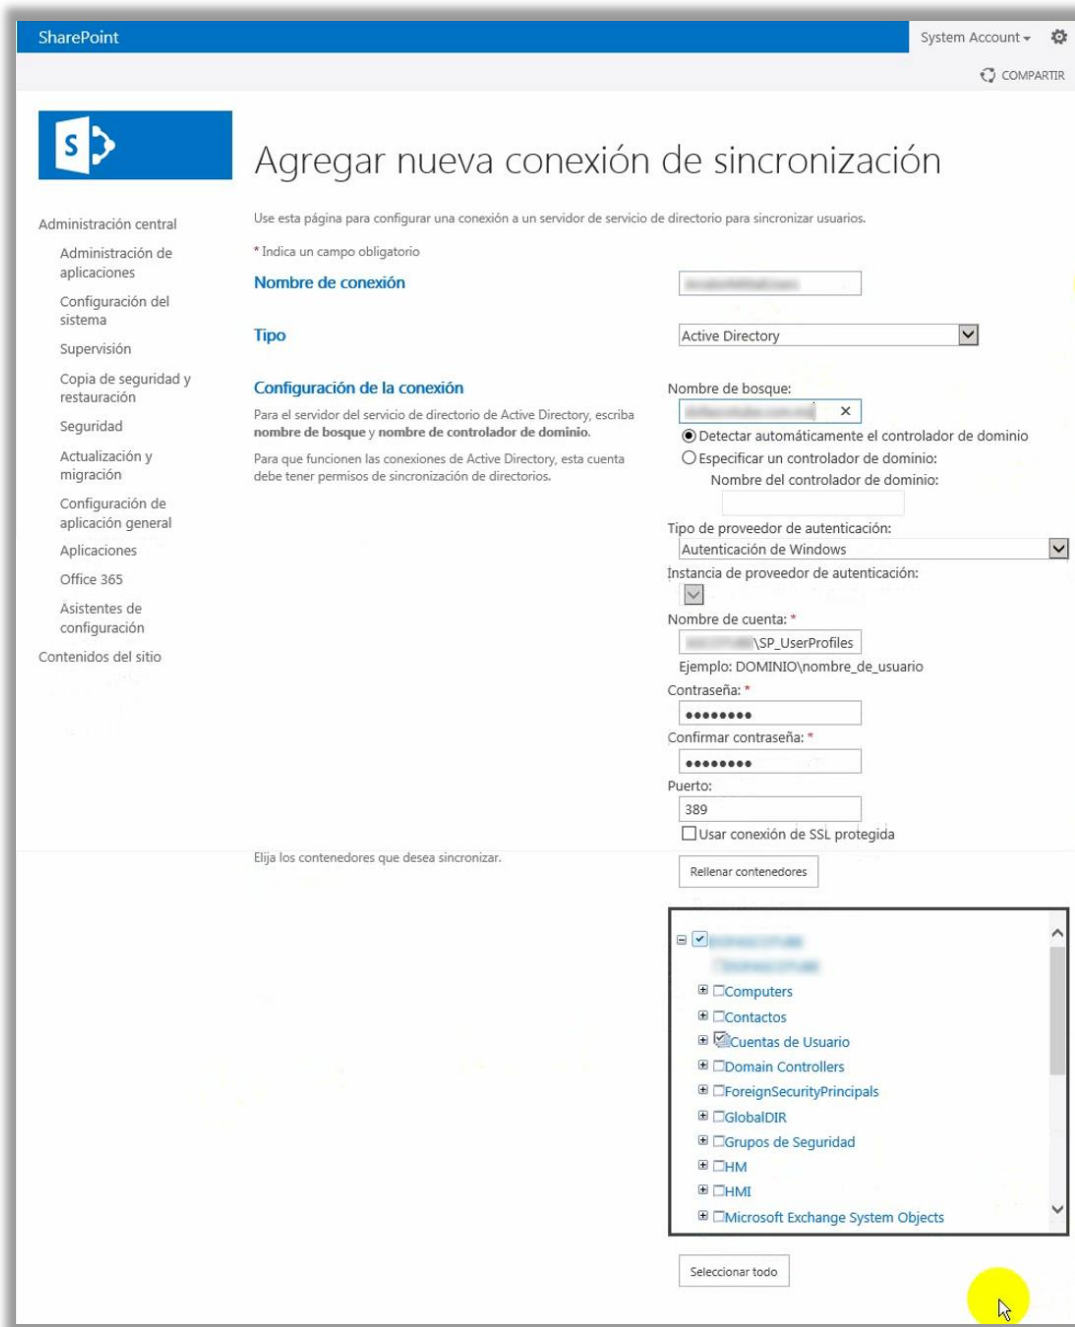 SharePoint
System Account
COMPARTIR
S
Agregar nueva conexión de sincronización
Administración central
Administración de
aplicaciones
Configuración del
sistema
Supervisión
Copia de seguridad y
restauración
Seguridad
Actualización y
migración
Configuración de
aplicación general
Aplicaciones
Office 365
Asistentes de
configuración
Contenidos del sitio
Use esta página para configurar una conexión a un servidor de servicio de directorio para sincronizar usuarios.
* Indica un campo obligatorio
Nombre de conexión
Tipo
Active Directory
Configuración de la conexión
Para el servidor del servicio de directorio de Active Directory, escriba
nombre de bosque y nombre de controlador de dominio.
Para que funcionen las conexiones de Active Directory, esta cuenta
debe tener permisos de sincronización de directorios.
Nombre de bosque:
Detectar automáticamente el controlador de dominio
Especificar un controlador de dominio:
Nombre del controlador de dominio:
Tipo de proveedor de autenticación:
Autenticación de Windows
Instancia de proveedor de autenticación:
Nombre de cuenta: *
\SP_UserProfiles
Ejemplo: DOMINIO\nombre_de_usuario
Contraseña: *
Confirmar contraseña: *
Puerto:
389
Usar conexión de SSL protegida
Elija los contenedores que desea sincronizar.
Rellenar contenedores
Computers
Contactos
Cuentas de Usuario
Domain Controllers
ForeignSecurityPrincipals
GlobalDIR
Grupos de Seguridad
HM
HMI
Microsoft Exchange System Objects
Seleccionar todo